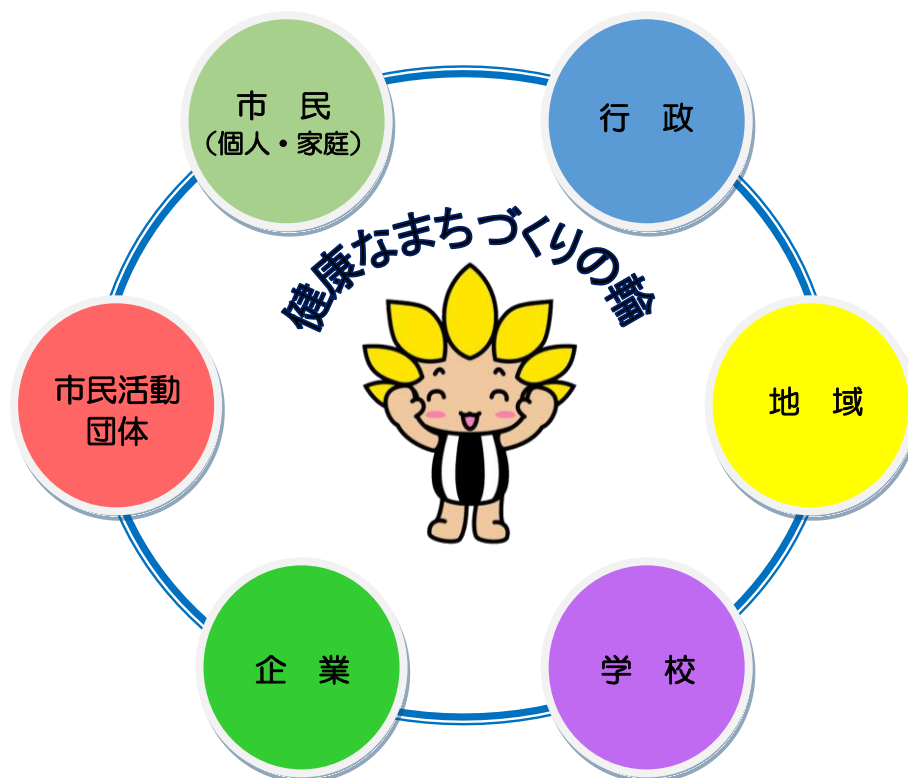 市　民
（個人・家庭）
行　政
健康なまちづくりの輪
市民活動
団体
地　域
企　業
学　校